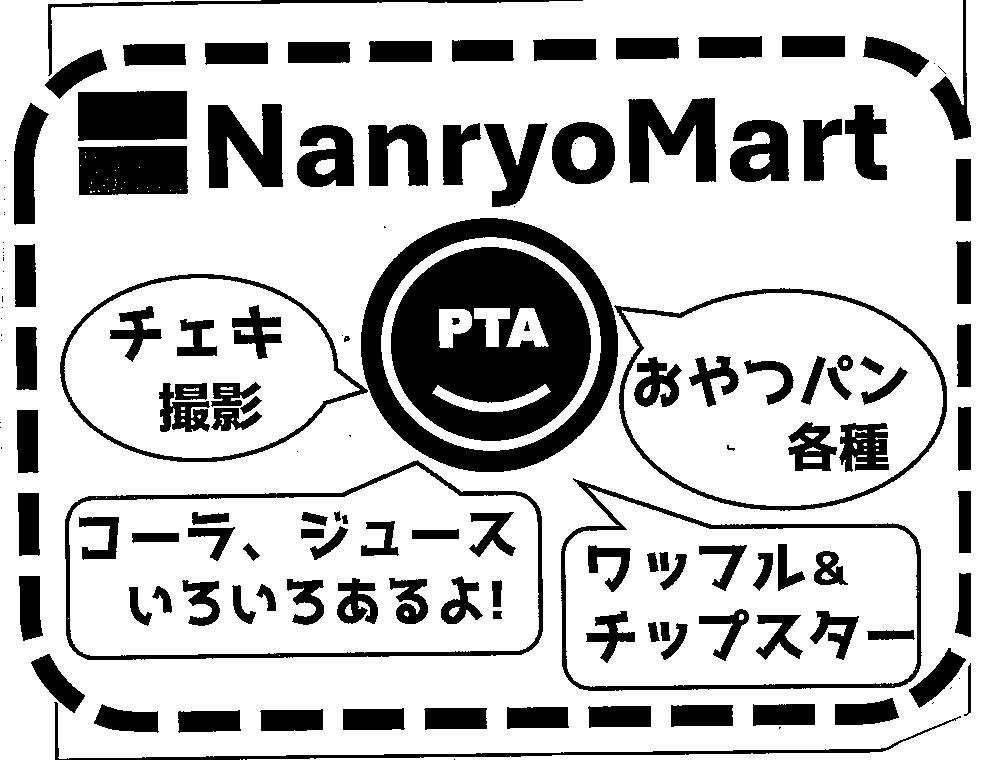 NanryoMart
PTA
チェキ
撮影
おやつパン
各種
コーラ、ジュース
いろいろあるよ!
ワッフル&
チップスター